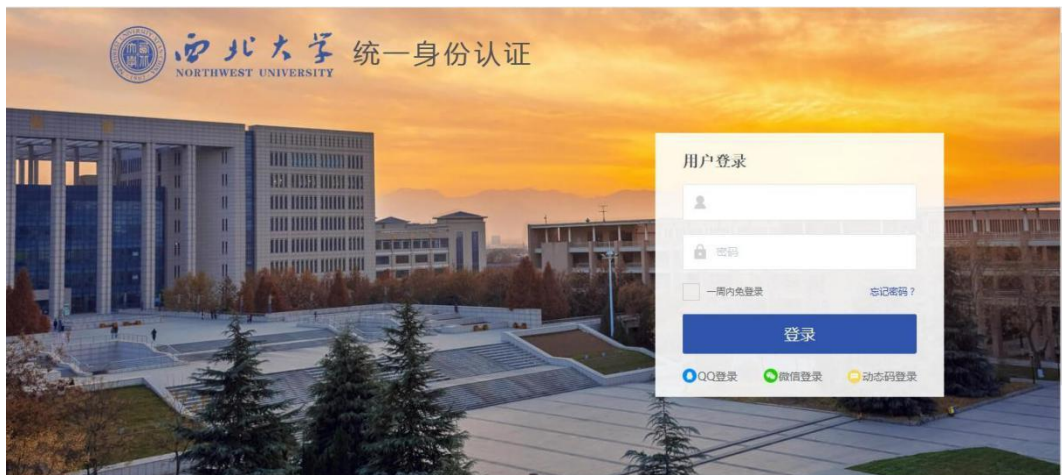 西北大学 统一身份认证
NORTHWEST UNIVERSITY
用户登录
密码
一周内免登录 忘记密码？
登录
QQ登录 微信登录 动态码登录